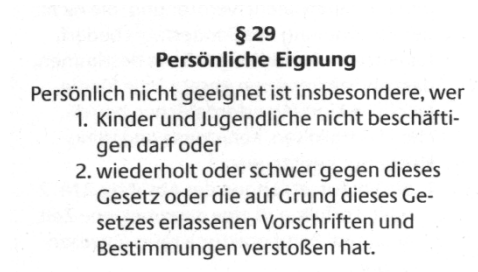 § 29
Persönliche Eignung
Persönlich nicht geeignet ist insbesondere, wer
1. Kinder und Jugendliche nicht beschäfti-
gen darf oder
2. wiederholt oder schwer gegen dieses
Gesetz oder die auf Grund dieses Ge-
setzes erlassenen Vorschriften und
Bestimmungen verstoßen hat.